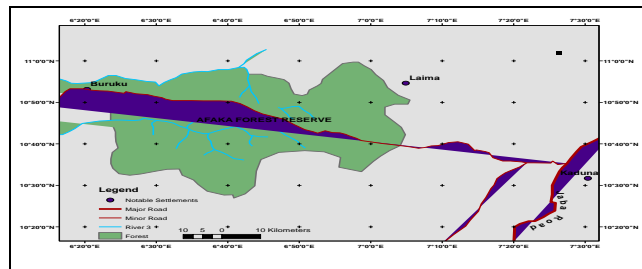 6°20'0"E 6°30'0"E 6°40'0"E 6°50'0"E 7°0'0"E 7°10'0"E 7°20'0"E 7°30'0"E
11°0'0"N 11°0'0"N
Buruku
Laima
10°50'0"N 10°50'0"N
AFAKA FOREST RESERVE
10°40'0"N 10°40'0"N
Kaduna
10°30'0"N 10°30'0"N
Legend
Notable Settlements
Major Road
Minor Road
River 3
Forest
Road
10 5 0 10 Kilometers
10°20'0"N 10°20'0"N
6°20'0"E 6°30'0"E 6°40'0"E 6°50'0"E 7°0'0"E 7°10'0"E 7°20'0"E 7°30'0"E